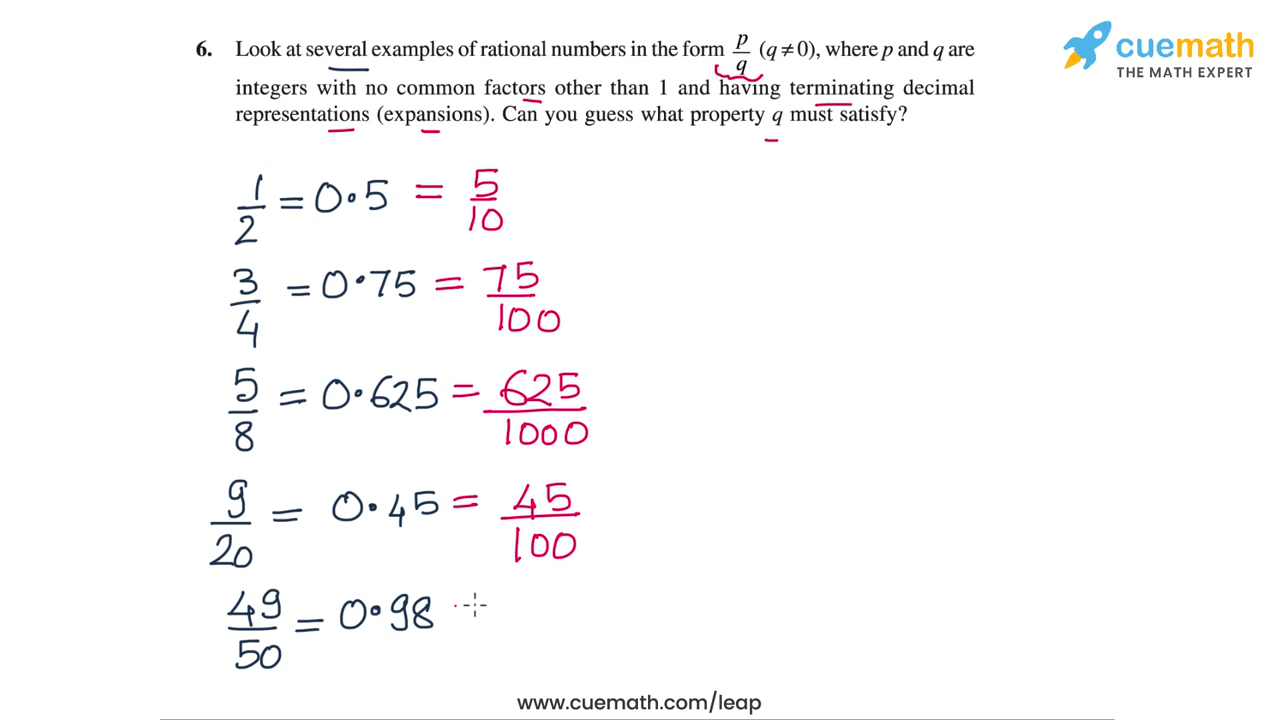 6. Look at several examples of rational numbers in the form p/q (q ≠ 0), where p and q are
integers with no common factors other than 1 and having terminating decimal
representations (expansions). Can you guess what property q must satisfy?
cuemath
THE MATH EXPERT
1/2 = 0.5 = 5/10
3/4 = 0.75 = 75/100
5/8 = 0.625 = 625/1000
9/20 = 0.45 = 45/100
49/50 = 0.98
www.cuemath.com/leap